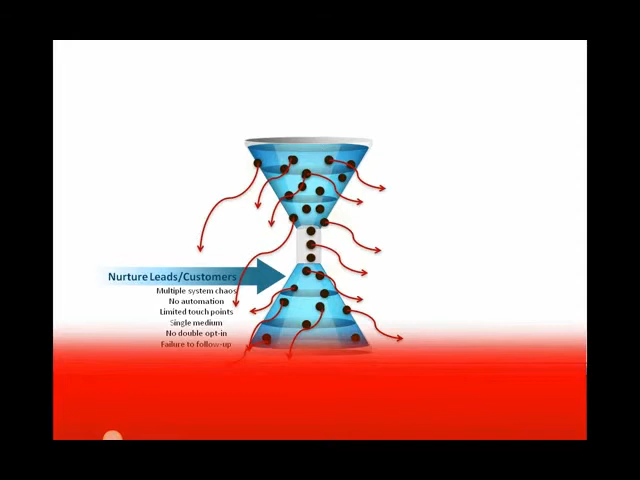 Nurture Leads/Customers
Multiple system chaos
No automation
Limited touch points
Single medium
No double opt-in
Failure to follow-up